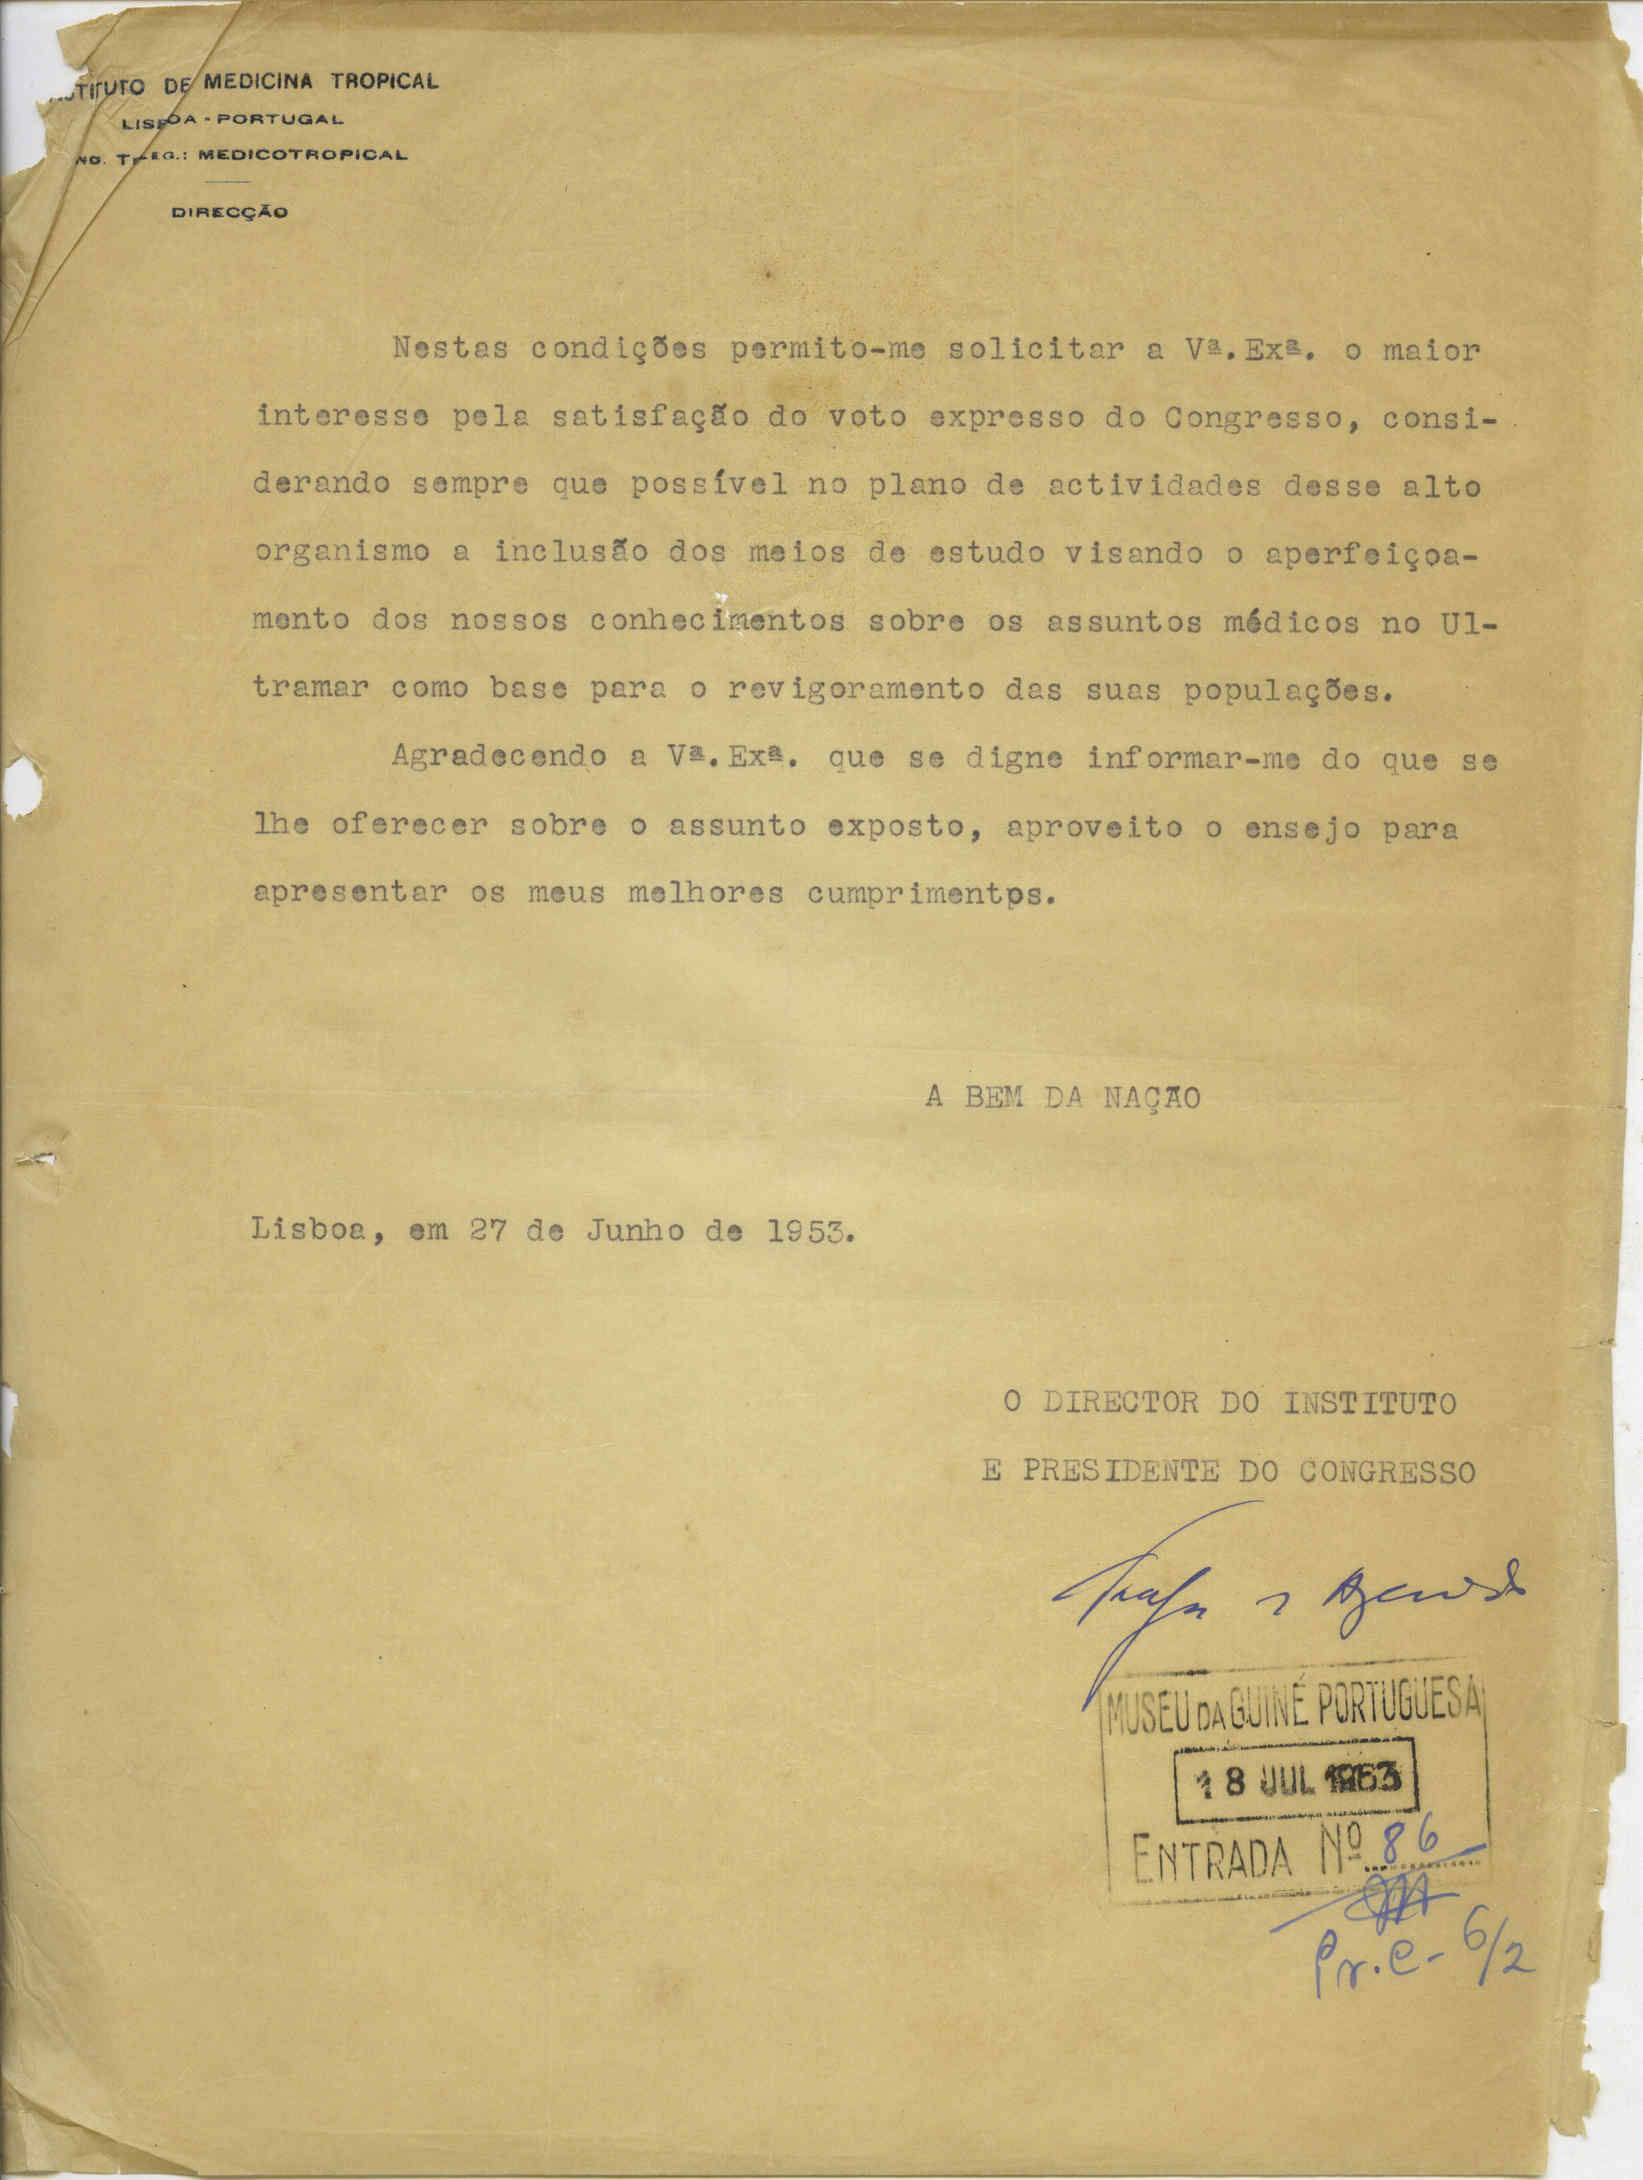 INSTITUTO DE MEDICINA TROPICAL
LISBOA - PORTUGAL
END. TELEG.: MEDICOTROPICAL
DIRECÇÃO
Nestas condições permito-me solicitar a Vª.Exª. o maior
interesse pela satisfação do voto expresso do Congresso, consi-
derando sempre que possível no plano de actividades desse alto
organismo a inclusão dos meios de estudo visando o aperfeiçoa-
mento dos nossos conhecimentos sobre os assuntos médicos no Ul-
tramar como base para o revigoramento das suas populações.
Agradecendo a Vª.Exª. que se digne informar-me do que se
lhe oferecer sobre o assunto exposto, aproveito o ensejo para
apresentar os meus melhores cumprimentps.
A BEM DA NAÇÃO
Lisboa, em 27 de Junho de 1953.
O DIRECTOR DO INSTITUTO
E PRESIDENTE DO CONGRESSO
MUSEU DA GUINÉ PORTUGUESA
18 JUL 1953
ENTRADA Nº 86
Pr. C- 6/2